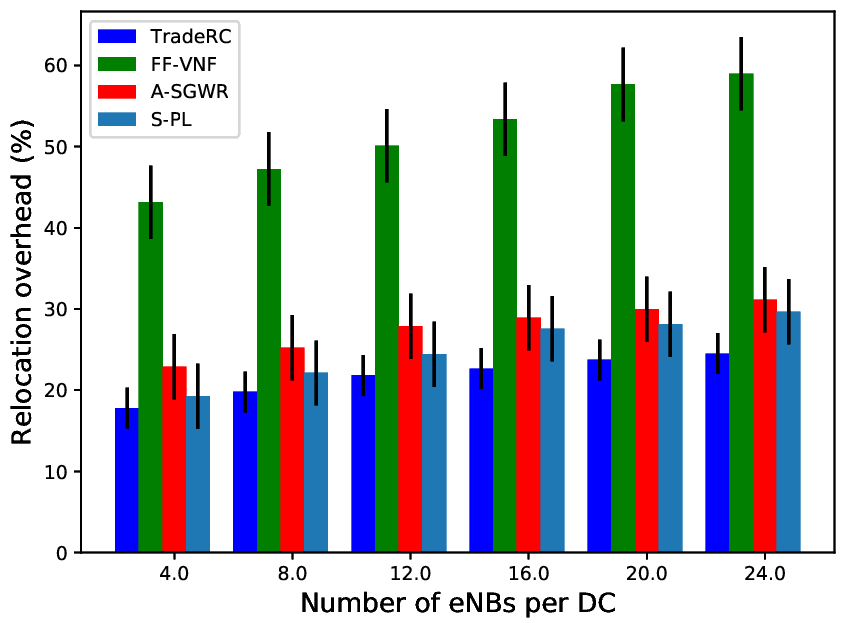 TradeRC
FF-VNF
A-SGWR
S-PL
Relocation overhead (%)
60
50
40
30
20
10
0
4.0 8.0 12.0 16.0 20.0 24.0
Number of eNBs per DC